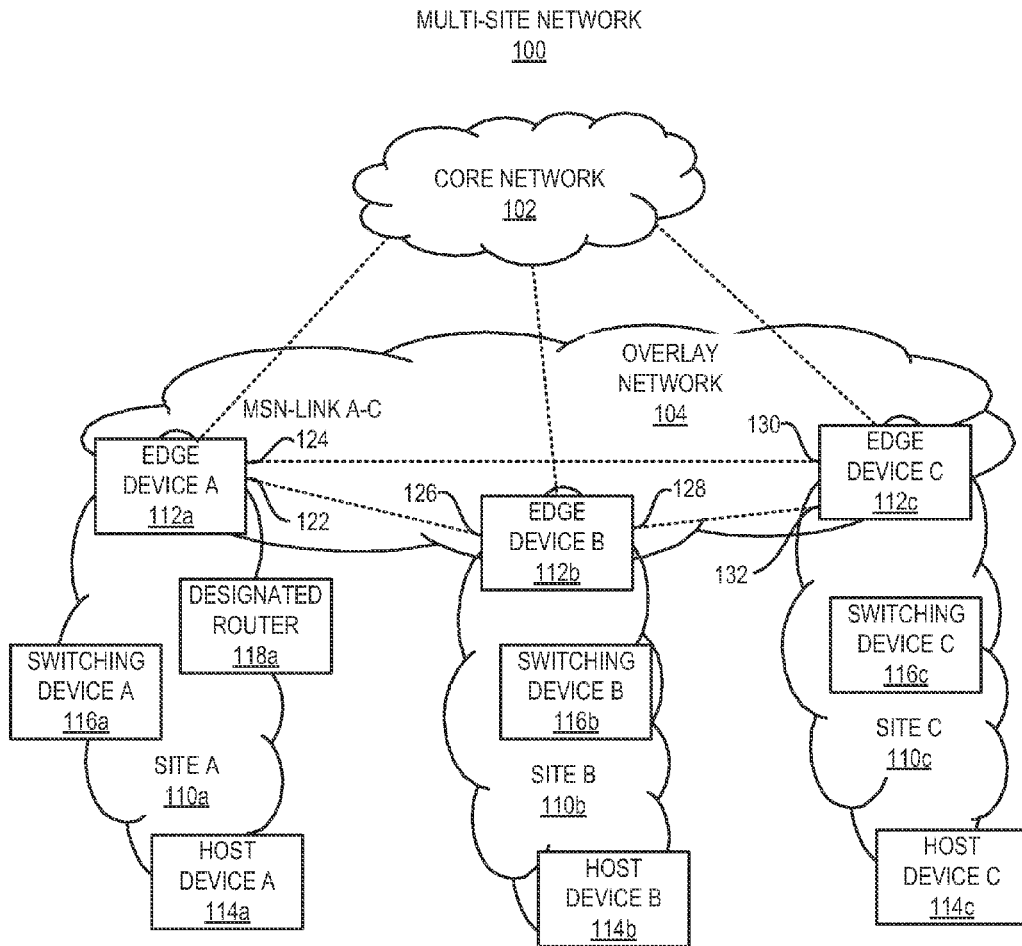 MULTI-SITE NETWORK
100
CORE NETWORK
102
OVERLAY
NETWORK
104
MSN-LINK A-C
124
130
EDGE
DEVICE A
112a
EDGE
DEVICE C
112c
122
126
128
EDGE
DEVICE B
112b
132
DESIGNATED
ROUTER
118a
SWITCHING
DEVICE A
116a
SWITCHING
DEVICE B
116b
SWITCHING
DEVICE C
116c
SITE A
110a
SITE B
110b
SITE C
110c
HOST
DEVICE A
114a
HOST
DEVICE B
114b
HOST
DEVICE C
114c